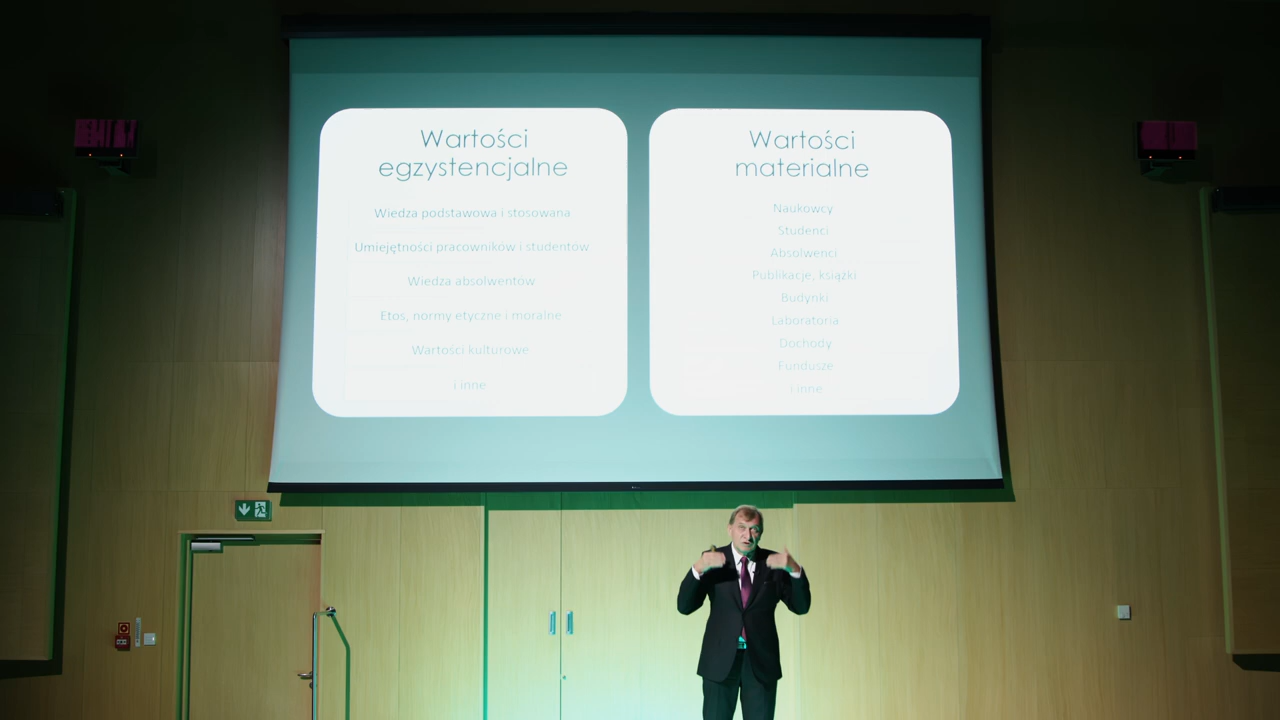 Wartości
egzystencjalne
Wiedza podstawowa i stosowana
Umiejętności pracowników i studentów
Wiedza absolwentów
Etos, normy etyczne i moralne
Wartości kulturowe
i inne
Wartości
materialne
Naukowcy
Studenci
Absolwenci
Publikacje, książki
Budynki
Laboratoria
Dochody
Fundusze
i inne